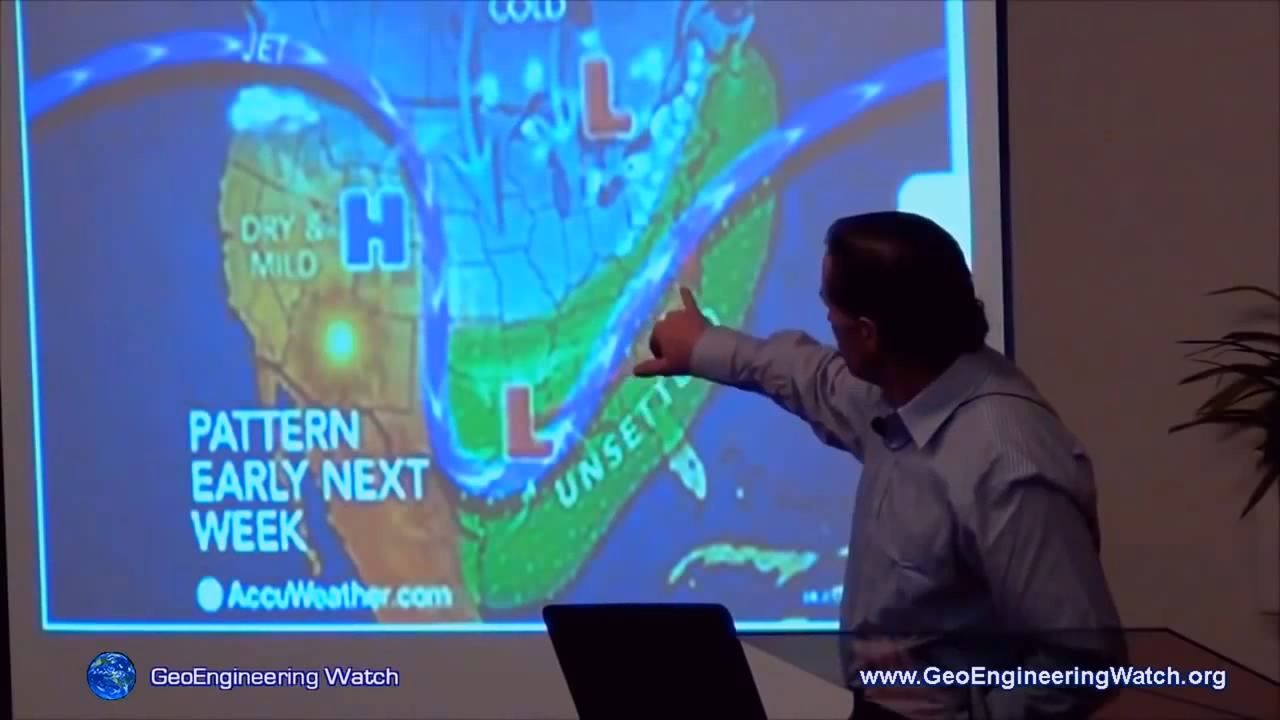 COLD
JET
L
H
DRY &
MILD
L
PATTERN
EARLY NEXT
WEEK
AccuWeather.com
GeoEngineering Watch
www.GeoEngineeringWatch.org